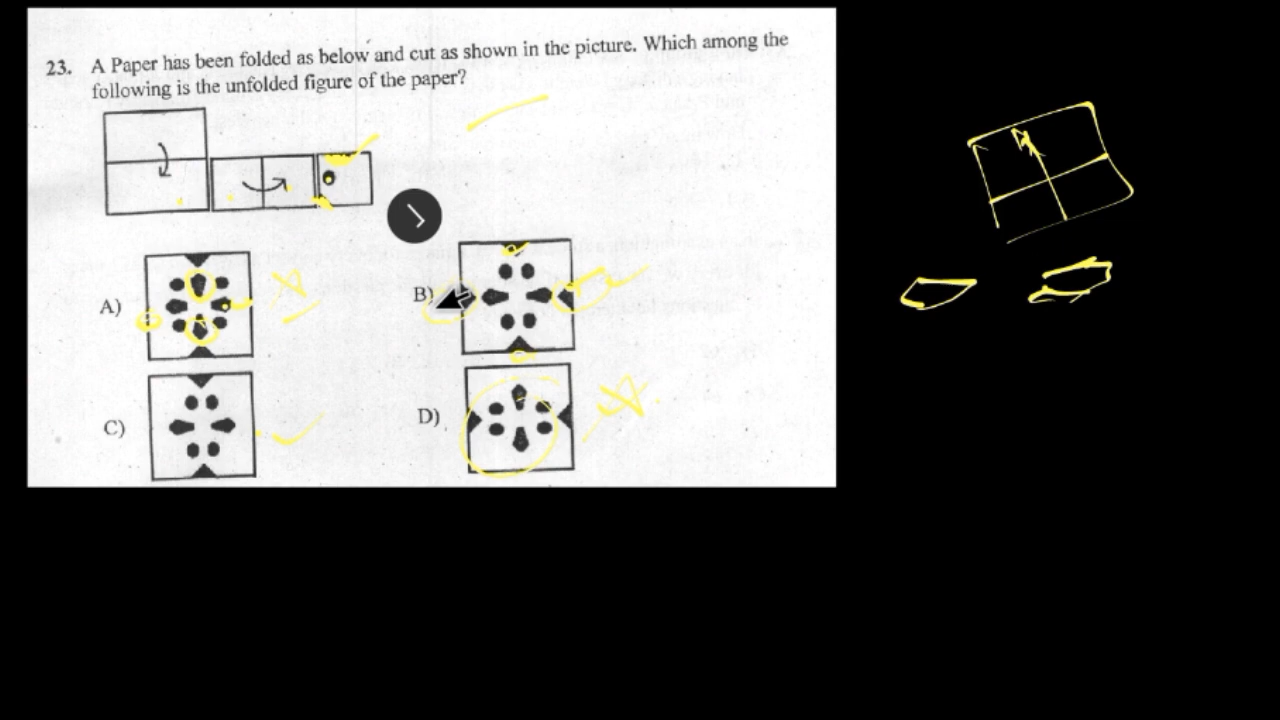 23. A Paper has been folded as below and cut as shown in the picture. Which among the
following is the unfolded figure of the paper?
A)
B)
C)
D)